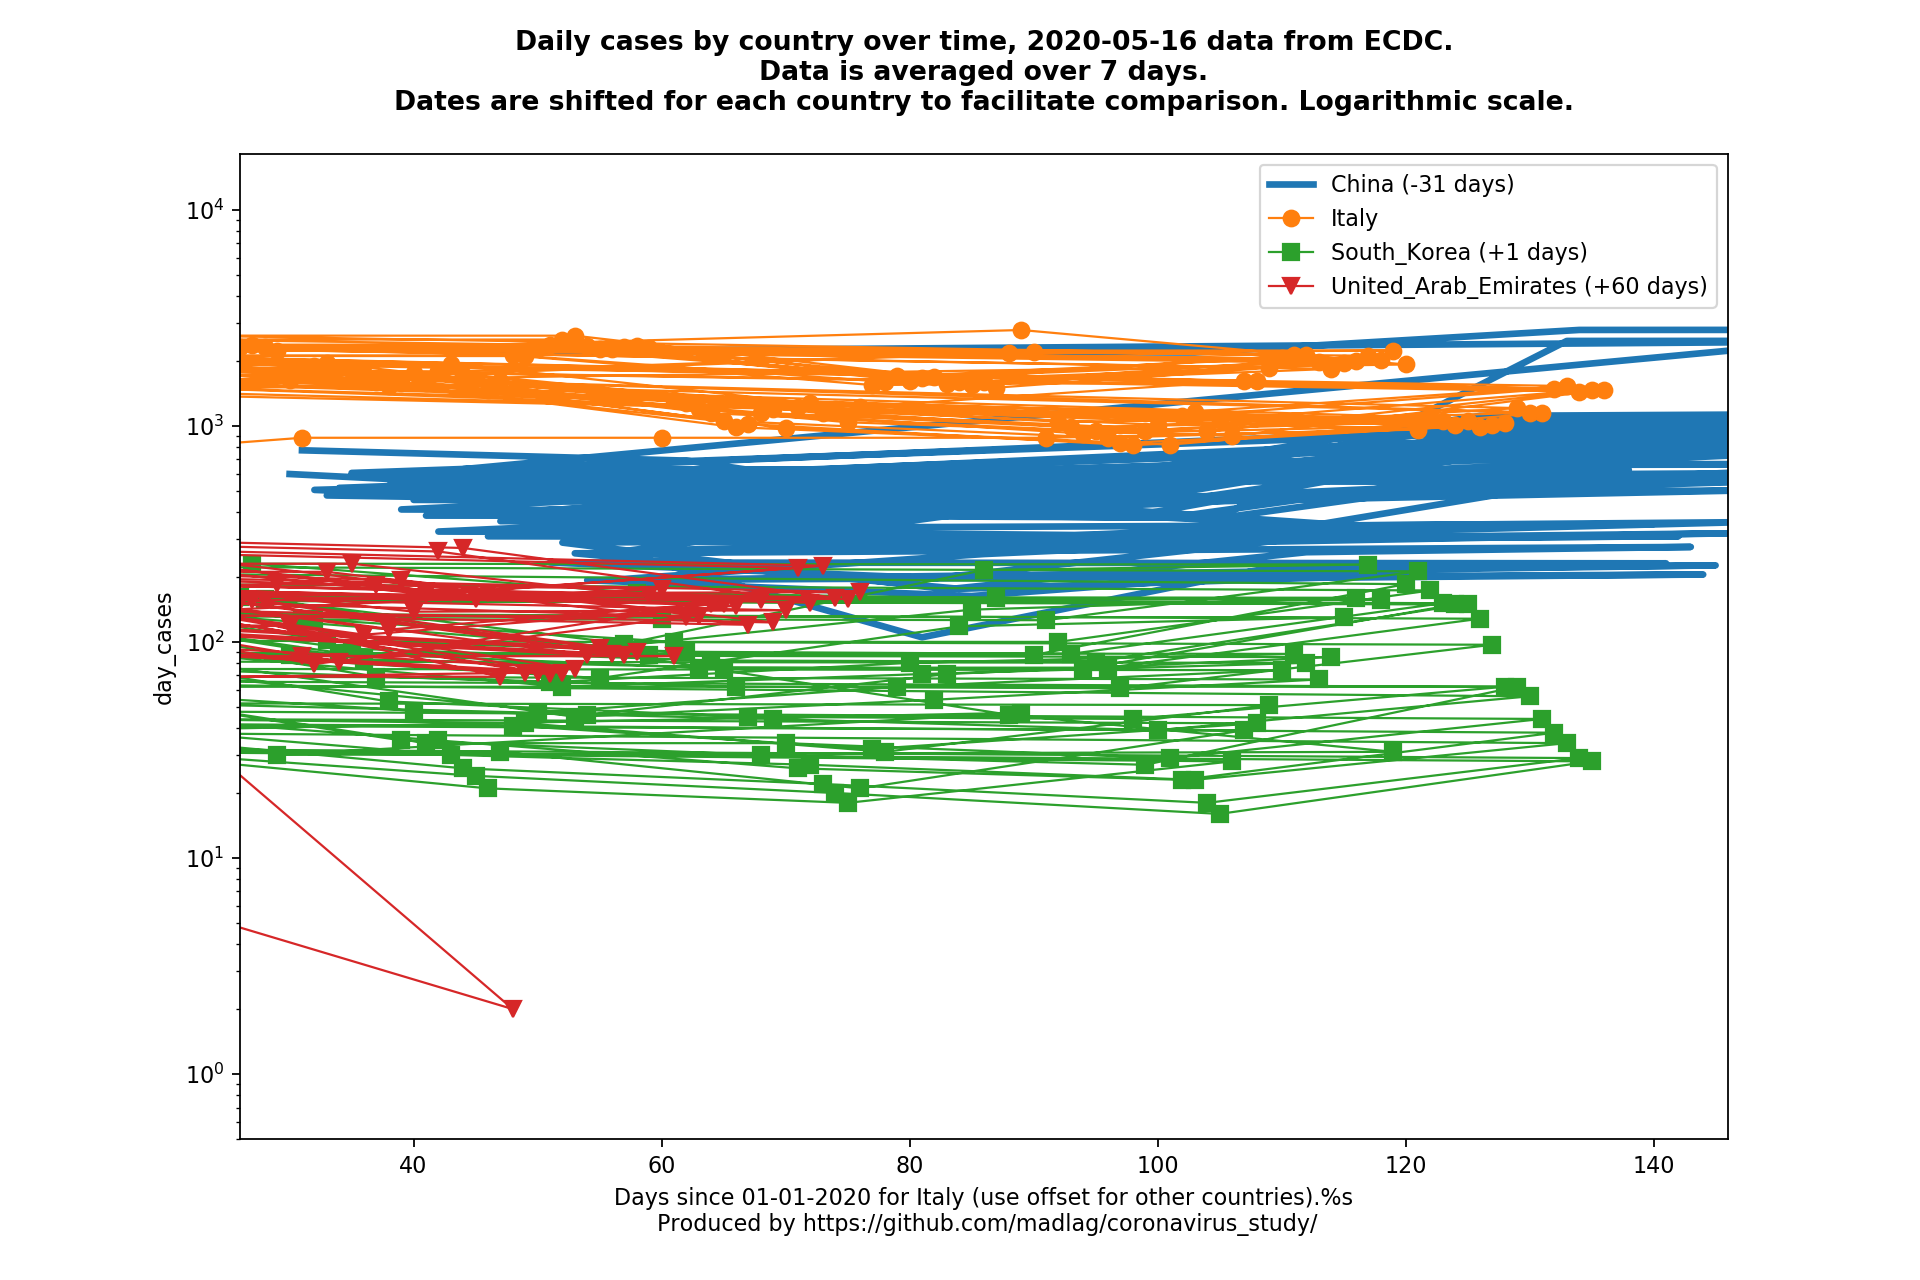 Daily cases by country over time, 2020-05-16 data from ECDC.
Data is averaged over 7 days.
Dates are shifted for each country to facilitate comparison. Logarithmic scale.
China (-31 days)
Italy
South_Korea (+1 days)
United_Arab_Emirates (+60 days)
day_cases
10⁴
10³
10²
10¹
10⁰
40 60 80 100 120 140
Days since 01-01-2020 for Italy (use offset for other countries).%s
Produced by https://github.com/madlag/coronavirus_study/